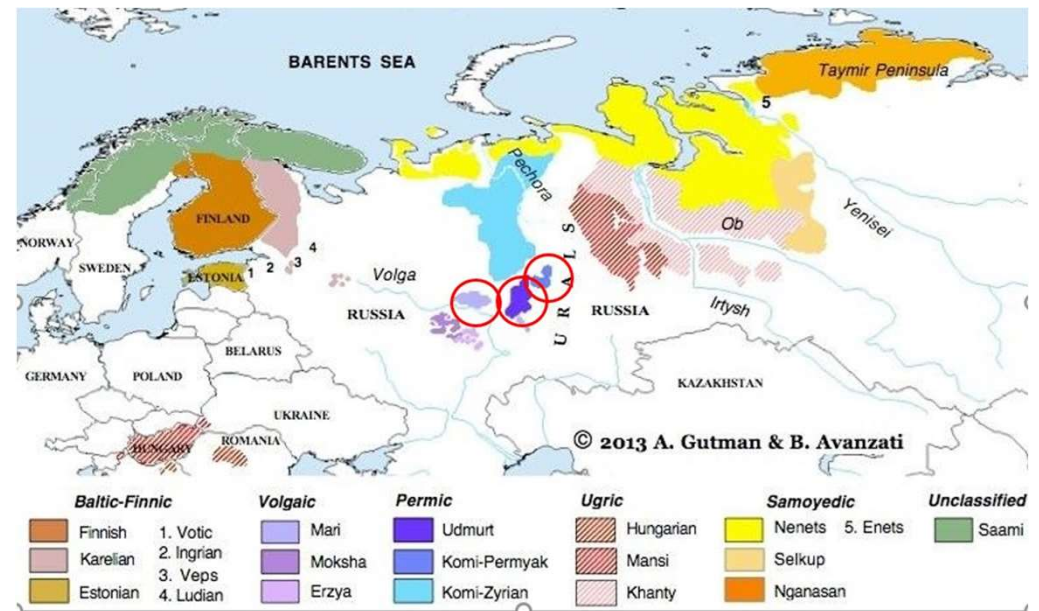 BARENTS SEA
Taymir Peninsula
5
Pechora
Ob
Yenisei
FINLAND
NORWAY
SWEDEN
4
3
2
1
ESTONIA
Volga
URALS
RUSSIA
RUSSIA
Irtysh
BELARUS
GERMANY
POLAND
KAZAKHSTAN
UKRAINE
HUNGARY
ROMANIA
© 2013 A. Gutman & B. Avanzati
Baltic-Finnic
Finnish
Karelian
Estonian
1. Votic
2. Ingrian
3. Veps
4. Ludian
Volgaic
Mari
Moksha
Erzya
Permic
Udmurt
Komi-Permyak
Komi-Zyrian
Ugric
Hungarian
Mansi
Khanty
Samoyedic
Nenets
Selkup
Nganasan
5. Enets
Unclassified
Saami